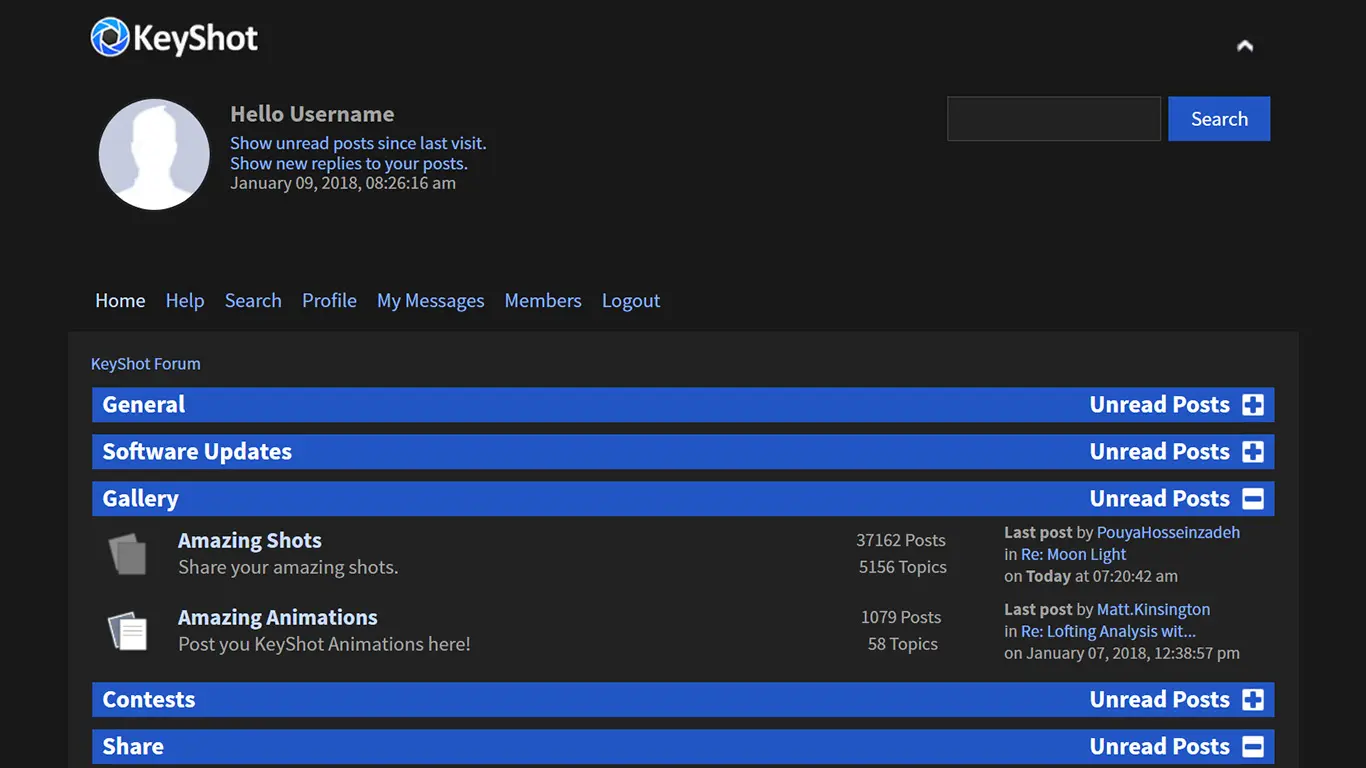 KeyShot
Hello Username
Show unread posts since last visit.
Show new replies to your posts.
January 09, 2018, 08:26:16 am
Search
Home Help Search Profile My Messages Members Logout
KeyShot Forum
General Unread Posts
Software Updates Unread Posts
Gallery Unread Posts
Amazing Shots
Share your amazing shots.
37162 Posts
5156 Topics
Last post by PouyaHosseinzadeh
in Re: Moon Light
on Today at 07:20:42 am
Amazing Animations
Post you KeyShot Animations here!
1079 Posts
58 Topics
Last post by Matt.Kinsington
in Re: Lofting Analysis wit...
on January 07, 2018, 12:38:57 pm
Contests Unread Posts
Share Unread Posts